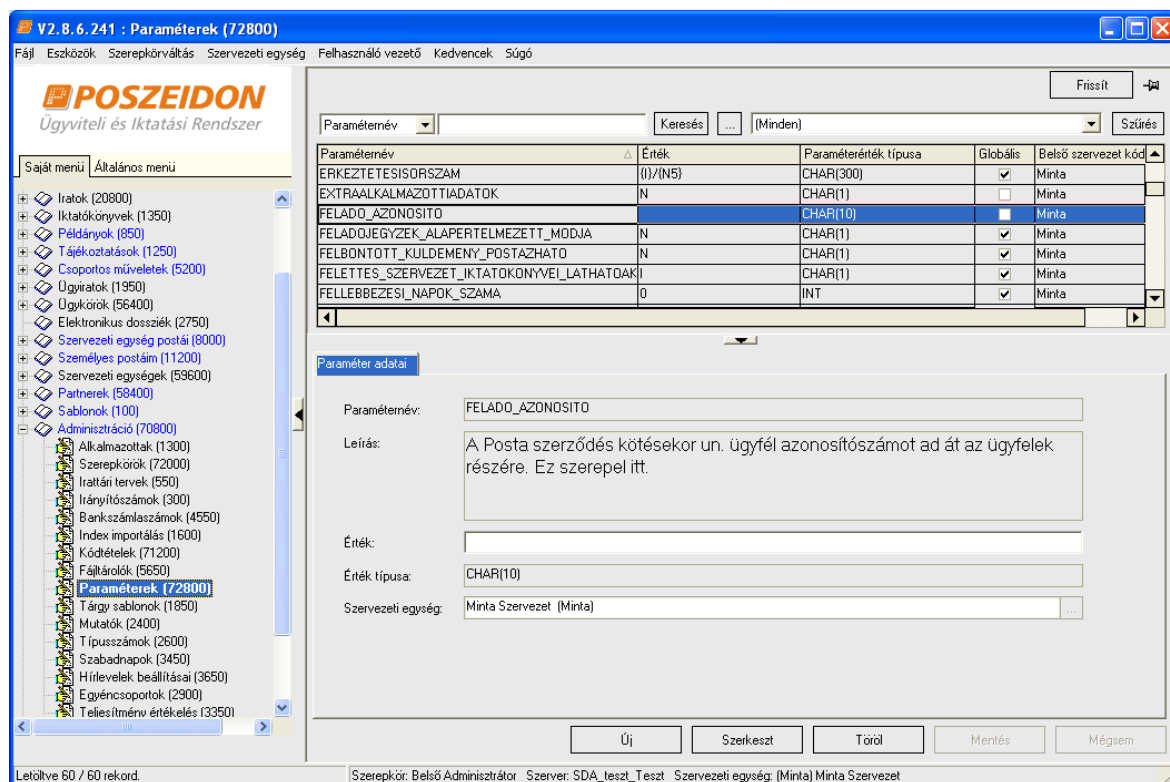 V2.8.6.241 : Paraméterek (72800)
Fájl Eszközök Szerepkörváltás Szervezeti egység Felhasználó vezető Kedvencek Súgó
POSZEIDON
Ügyviteli és Iktatási Rendszer
Saját menü Általános menü
Iratok (20800)
Iktatókönyvek (1350)
Példányok (850)
Tájékoztatások (1250)
Csoportos műveletek (5200)
Ügyiratok (1950)
Ügykörök (56400)
Elektronikus dossziék (2750)
Szervezeti egység postái (8000)
Személyes postáim (11200)
Szervezeti egységek (59600)
Partnerek (58400)
Sablonok (100)
Adminisztráció (70800)
Alkalmazottak (1300)
Szerepkörök (72000)
Irattári tervek (550)
Irányítószámok (300)
Bankszámlaszámok (4550)
Index importálás (1600)
Kódtételek (71200)
Fájltárolók (5650)
Paraméterek (72800)
Tárgy sablonok (1850)
Mutatók (2400)
Típusszámok (2600)
Szabadnapok (3450)
Hírlevelek beállításai (3650)
Egyéncsoportok (2900)
Teljesítmény értékelés (3350)
Frissít
Paraméternév Keresés ... (Minden) Szűrés
Paraméternév Érték Paraméterérték típusa Globális Belső szervezet kód
ERKEZTETESISORSZAM {I}/{N5} CHAR(300) Minta
EXTRAALKALMAZOTTIADATOK N CHAR(1) Minta
FELADO_AZONOSITO CHAR(10) Minta
FELADOJEGYZEK_ALAPERTELMEZETT_MODJA N CHAR(1) Minta
FELBONTOTT_KULDEMENY_POSTAZHATO N CHAR(1) Minta
FELETTES_SZERVEZET_IKTATOKONYVEI_LATHATOAK I CHAR(1) Minta
FELLEBBEZESI_NAPOK_SZAMA 0 INT Minta
Paraméter adatai
Paraméternév: FELADO_AZONOSITO
Leírás: A Posta szerződés kötésekor un. ügyfél azonosítószámot ad át az ügyfelek
részére. Ez szerepel itt.
Érték:
Érték típusa: CHAR(10)
Szervezeti egység: Minta Szervezet (Minta) ...
Új Szerkeszt Töröl Mentés Mégsem
Letöltve 60 / 60 rekord. Szerepkör: Belső Adminisztrátor Szerver: SDA_teszt_Teszt Szervezeti egység: (Minta) Minta Szervezet